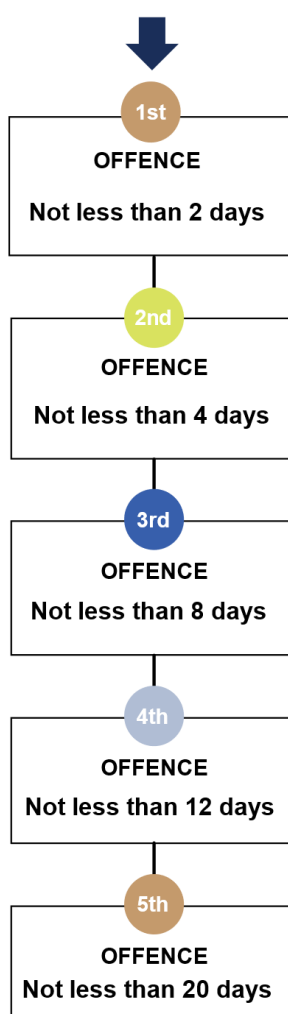 1st
OFFENCE
Not less than 2 days
2nd
OFFENCE
Not less than 4 days
3rd
OFFENCE
Not less than 8 days
4th
OFFENCE
Not less than 12 days
5th
OFFENCE
Not less than 20 days